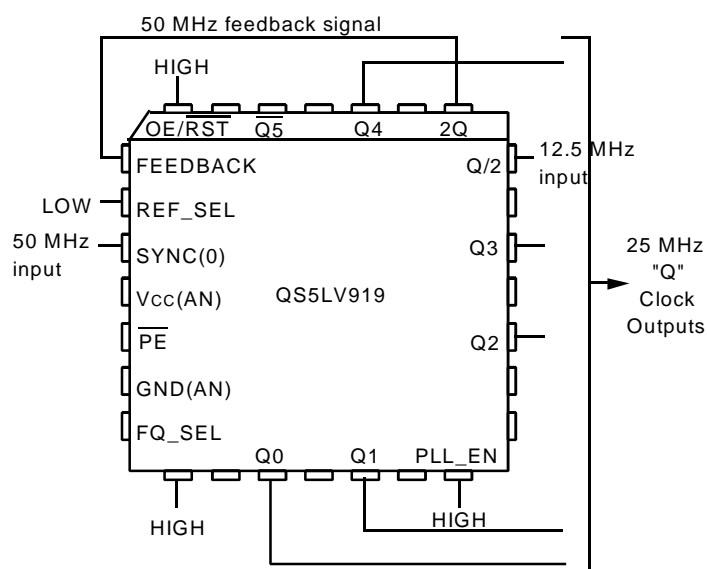 50 MHz feedback signal
HIGH
OE/RST Q5 Q4 2Q
FEEDBACK
Q/2
12.5 MHz
input
LOW
REF_SEL
50 MHz
input
SYNC(0)
Q3
25 MHz
"Q"
Clock
Outputs
VCC(AN)
QS5LV919
PE
Q2
GND(AN)
FQ_SEL
Q0 Q1 PLL_EN
HIGH
HIGH